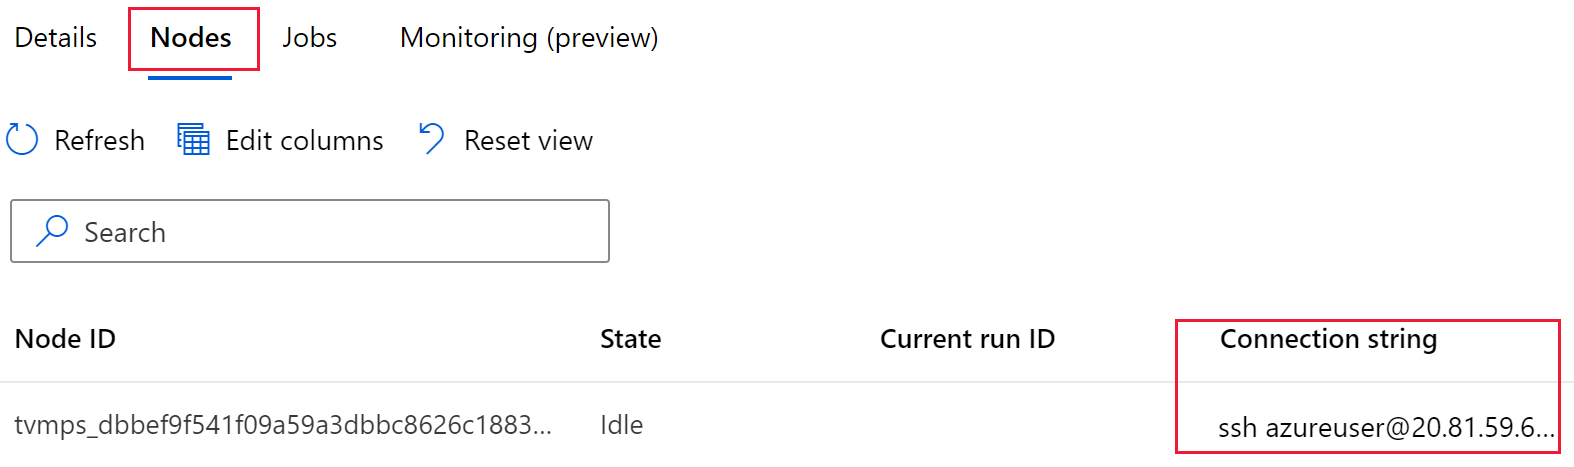 Details Nodes Jobs Monitoring (preview)
Refresh Edit columns Reset view
Search
Node ID State Current run ID Connection string
tvmps_dbbef9f541f09a59a3dbbc8626c1883... Idle ssh azureuser@20.81.59.6...